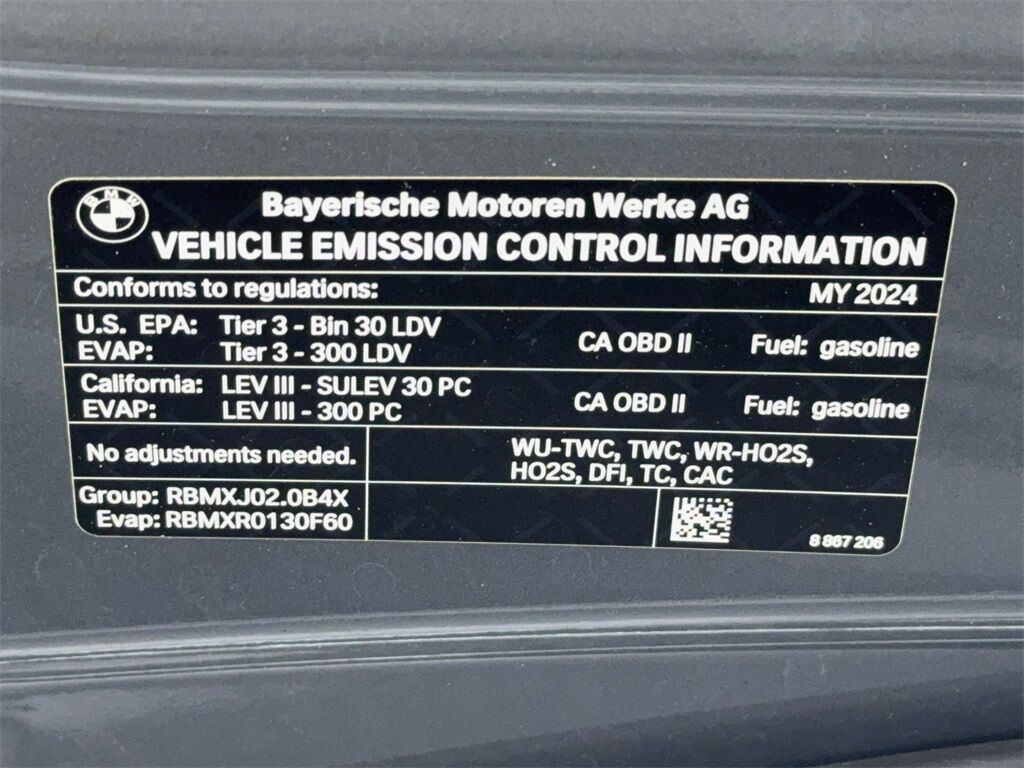 BMW
Bayerische Motoren Werke AG
VEHICLE EMISSION CONTROL INFORMATION
Conforms to regulations: MY 2024
U.S. EPA: Tier 3 - Bin 30 LDV
EVAP: Tier 3 - 300 LDV
CA OBD II Fuel: gasoline
California: LEV III - SULEV 30 PC
EVAP: LEV III - 300 PC
CA OBD II Fuel: gasoline
No adjustments needed.
WU-TWC, TWC, WR-HO2S,
HO2S, DFI, TC, CAC
Group: RBMXJ02.0B4X
Evap: RBMXR0130F60
8 867 206